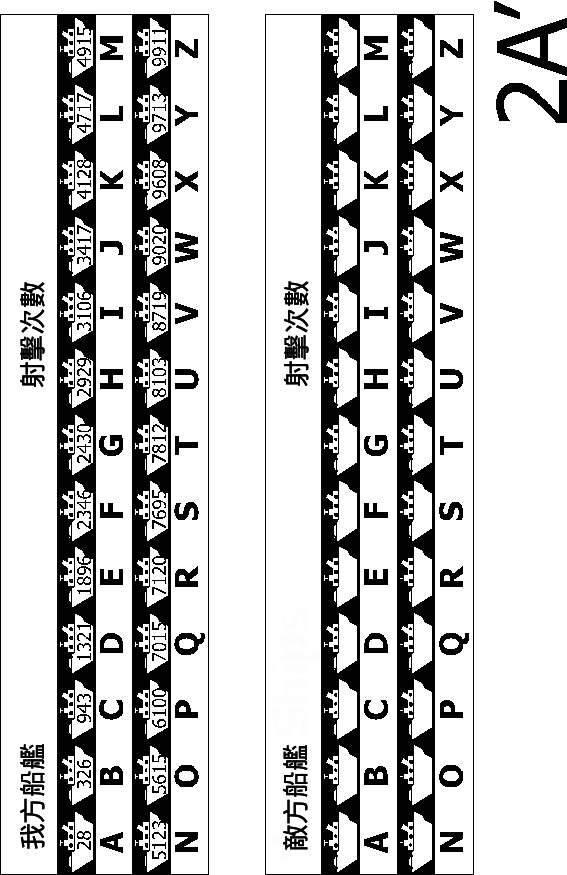 2A′
我方船艦 射擊次數
28 326 943 1321 1896 2346 2430 2929 3106 3417 4128 4717 4915
A B C D E F G H I J K L M
5123 5615 6100 7015 7120 7695 7812 8103 8719 9020 9608 9713 9911
N O P Q R S T U V W X Y Z
敵方船艦 射擊次數
Ships
A B C D E F G H I J K L M
N O P Q R S T U V W X Y Z